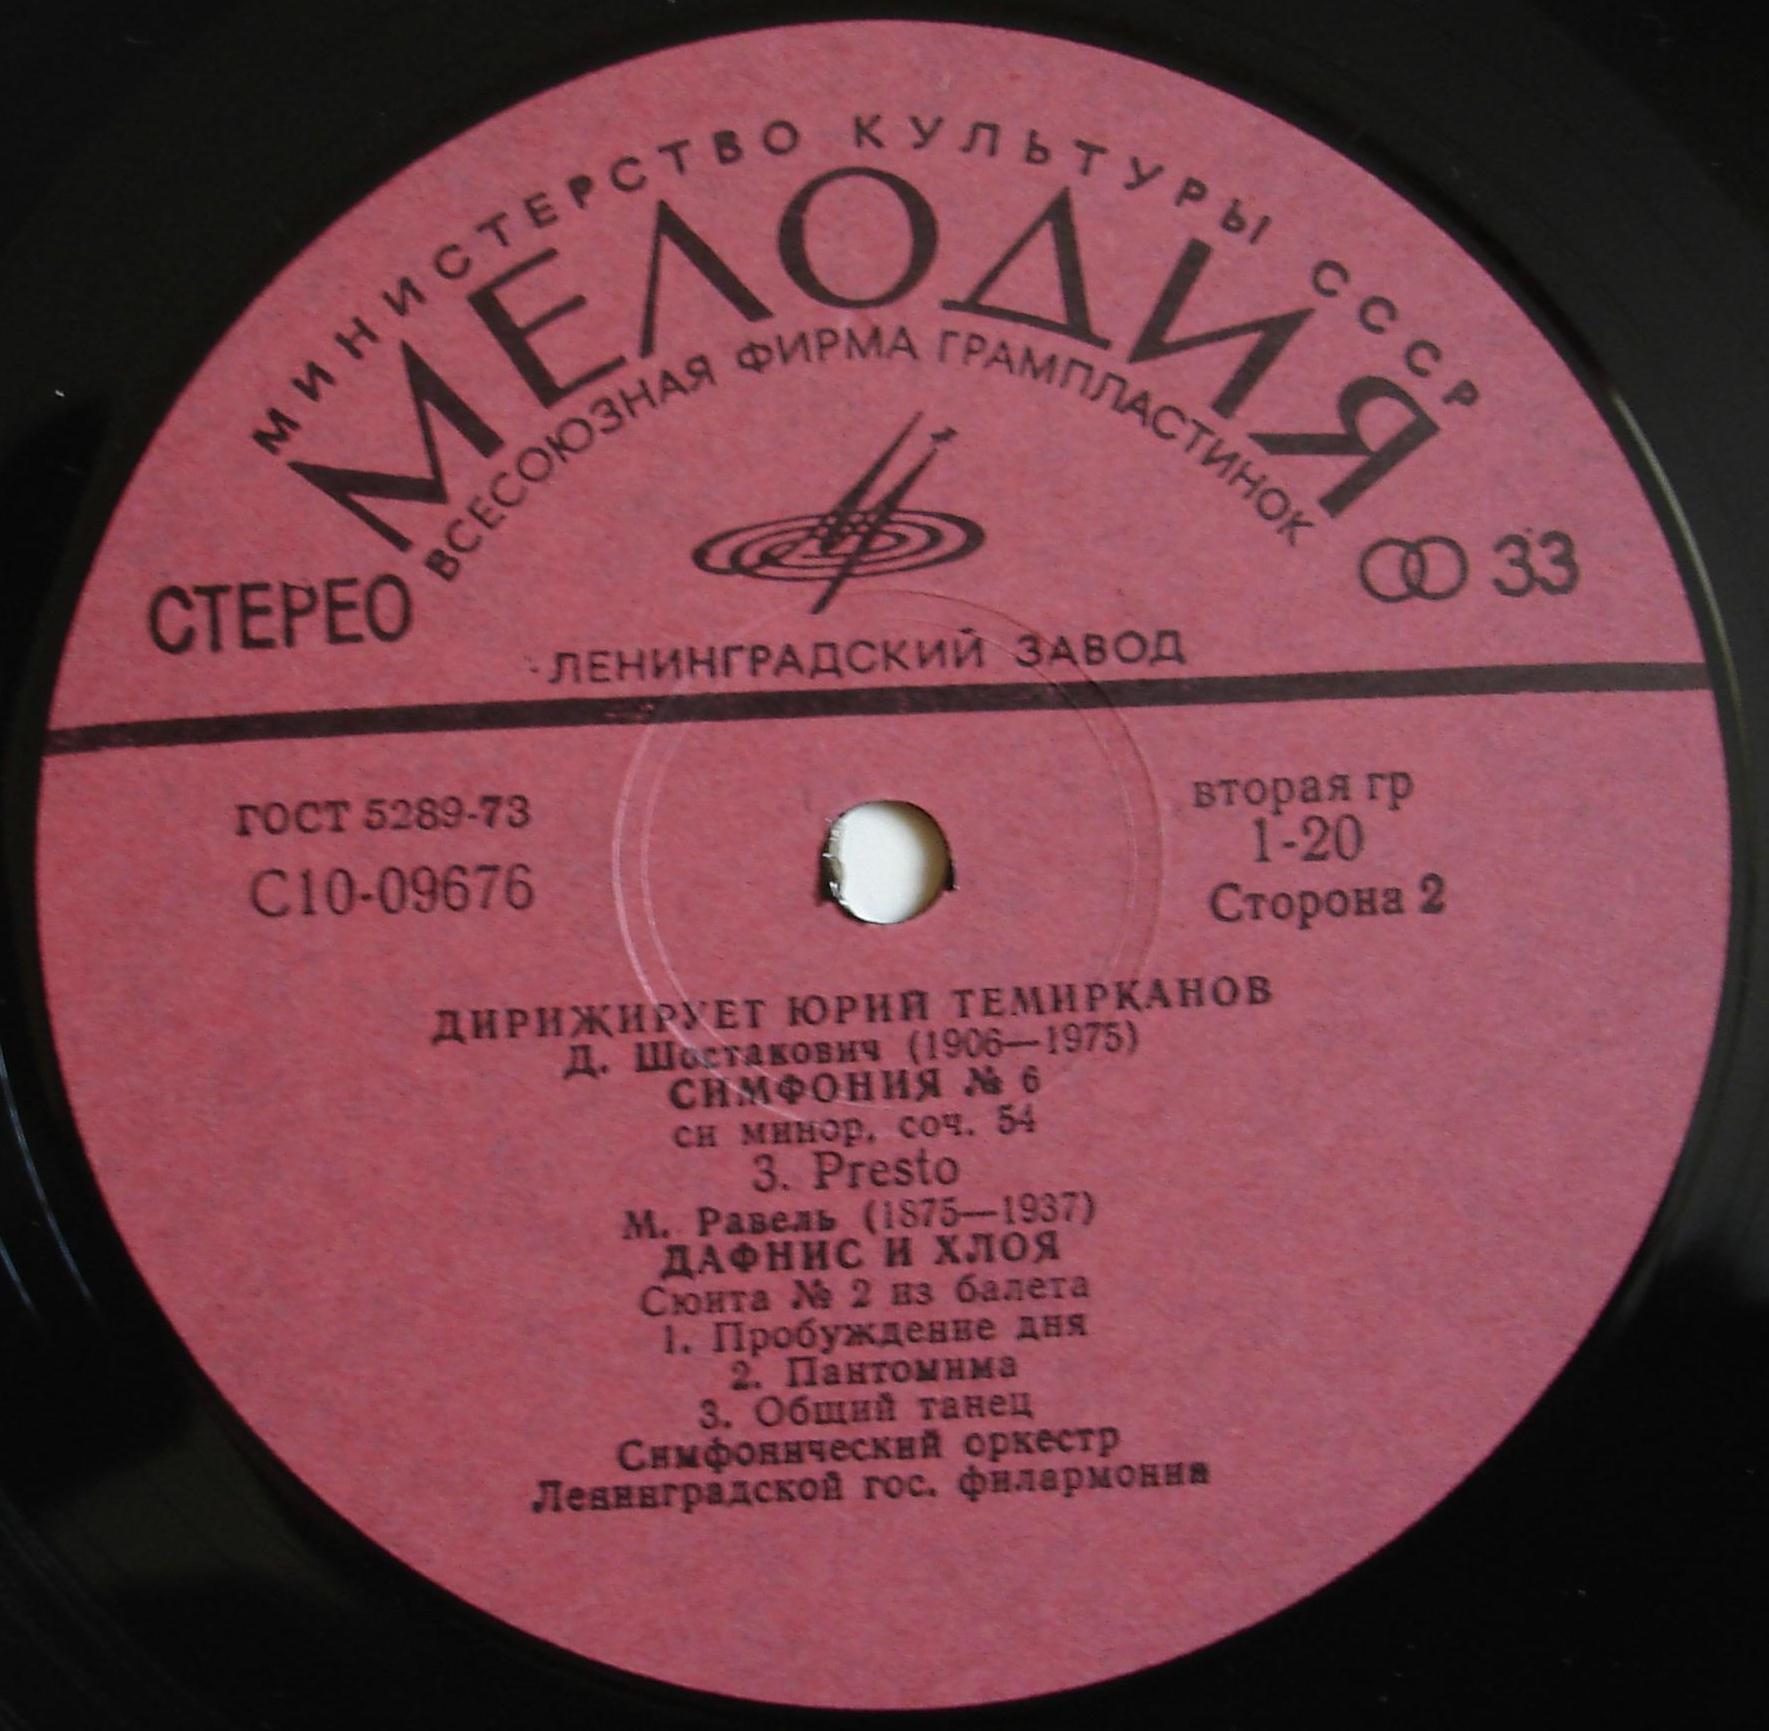 МИНИСТЕРСТВО КУЛЬТУРЫ СССР
МЕЛОДИЯ
ВСЕСОЮЗНАЯ ФИРМА ГРАМПЛАСТИНОК
СТЕРЕО
33
ЛЕНИНГРАДСКИЙ ЗАВОД
ГОСТ 5289-73
С10-09676
вторая гр
1-20
Сторона 2
ДИРИЖИРУЕТ ЮРИЙ ТЕМИРКАНОВ
Д. Шостакович (1906—1975)
СИМФОНИЯ № 6
си минор, соч. 54
3. Presto
М. Равель (1875—1937)
ДАФНИС И ХЛОЯ
Сюита № 2 из балета
1. Пробуждение дня
2. Пантомима
3. Общий танец
Симфонический оркестр
Ленинградской гос. филармонии